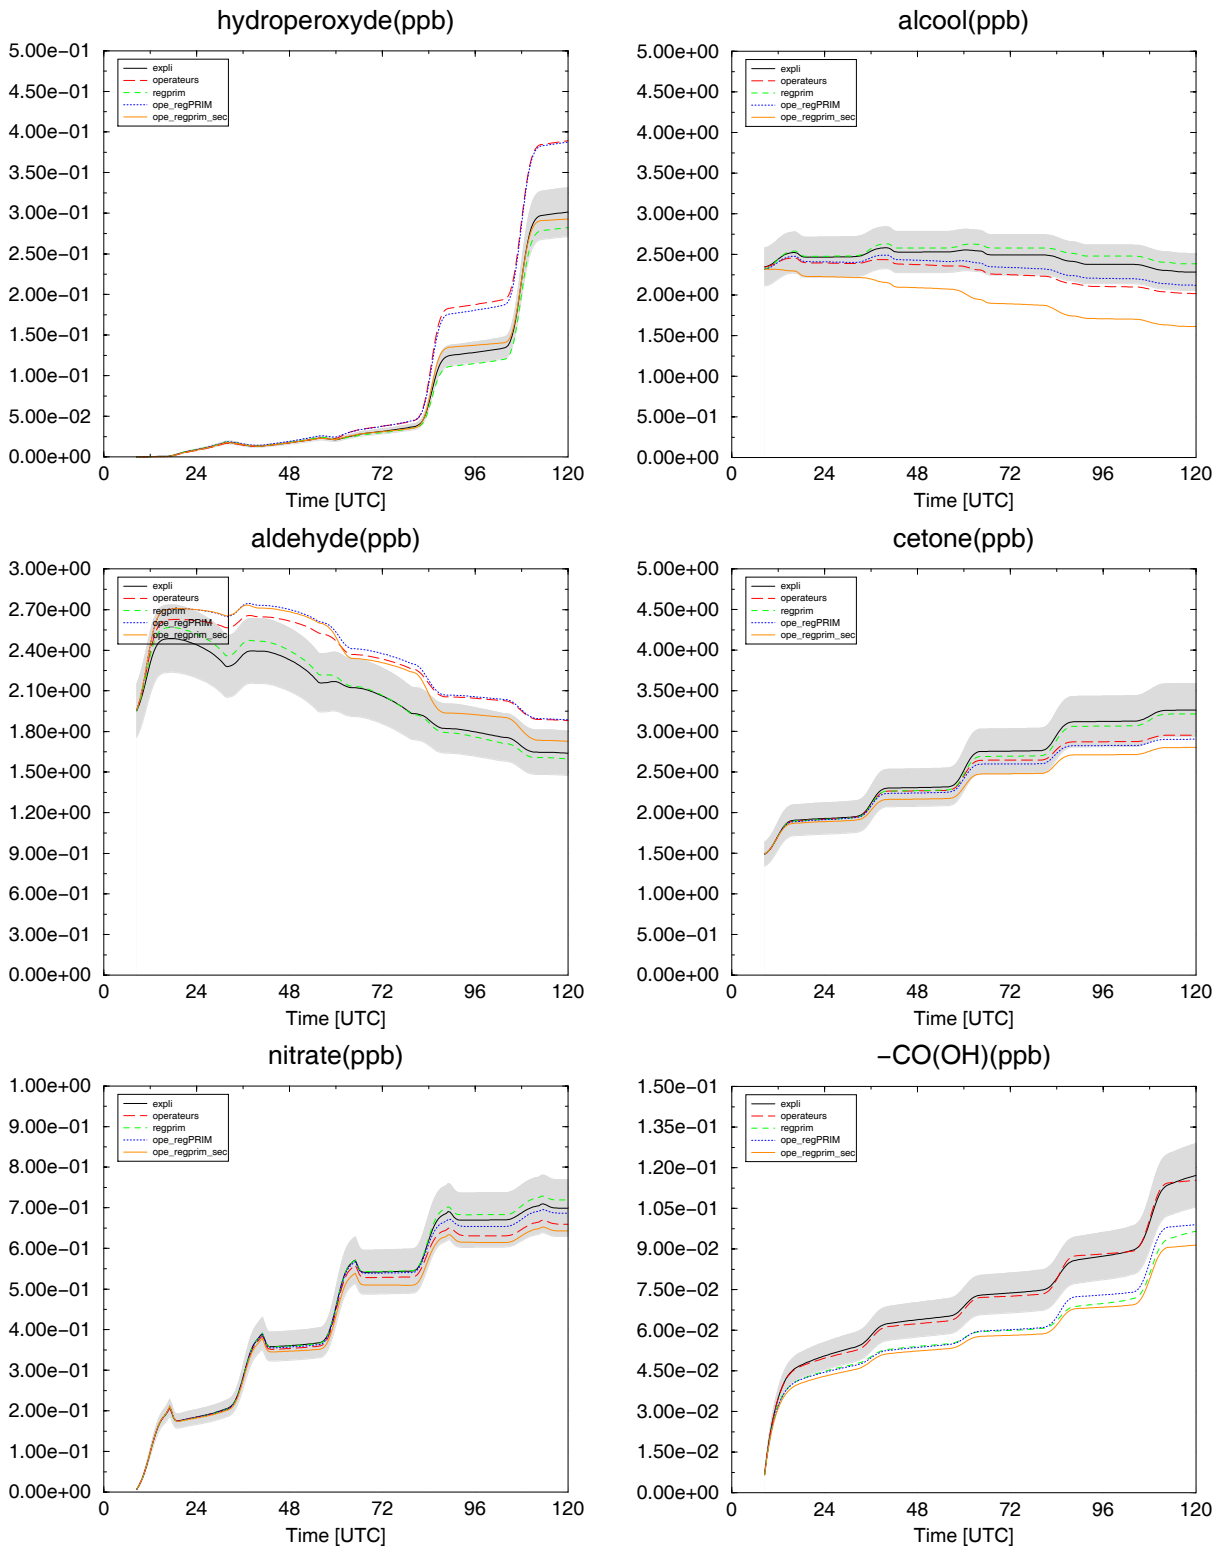 hydroperoxyde(ppb)
5.00e−01
4.50e−01
4.00e−01
3.50e−01
3.00e−01
2.50e−01
2.00e−01
1.50e−01
1.00e−01
5.00e−02
0.00e+00
expli
operateurs
regprim
ope_regPRIM
ope_regprim_sec
0 24 48 72 96 120
Time [UTC]
alcool(ppb)
5.00e+00
4.50e+00
4.00e+00
3.50e+00
3.00e+00
2.50e+00
2.00e+00
1.50e+00
1.00e+00
5.00e−01
0.00e+00
expli
operateurs
regprim
ope_regPRIM
ope_regprim_sec
0 24 48 72 96 120
Time [UTC]
aldehyde(ppb)
3.00e+00
2.70e+00
2.40e+00
2.10e+00
1.80e+00
1.50e+00
1.20e+00
9.00e−01
6.00e−01
3.00e−01
0.00e+00
expli
operateurs
regprim
ope_regPRIM
ope_regprim_sec
0 24 48 72 96 120
Time [UTC]
cetone(ppb)
5.00e+00
4.50e+00
4.00e+00
3.50e+00
3.00e+00
2.50e+00
2.00e+00
1.50e+00
1.00e+00
5.00e−01
0.00e+00
expli
operateurs
regprim
ope_regPRIM
ope_regprim_sec
0 24 48 72 96 120
Time [UTC]
nitrate(ppb)
1.00e+00
9.00e−01
8.00e−01
7.00e−01
6.00e−01
5.00e−01
4.00e−01
3.00e−01
2.00e−01
1.00e−01
0.00e+00
expli
operateurs
regprim
ope_regPRIM
ope_regprim_sec
0 24 48 72 96 120
Time [UTC]
−CO(OH)(ppb)
1.50e−01
1.35e−01
1.20e−01
1.05e−01
9.00e−02
7.50e−02
6.00e−02
4.50e−02
3.00e−02
1.50e−02
0.00e+00
expli
operateurs
regprim
ope_regPRIM
ope_regprim_sec
0 24 48 72 96 120
Time [UTC]